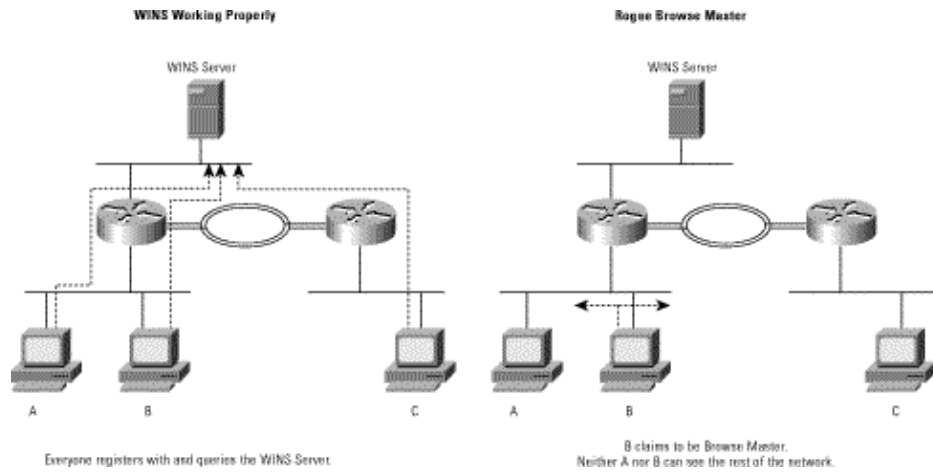 WINS Working Properly
WINS Server
A
B
C
Everyone registers with and queries the WINS Server.
Rogue Browse Master
WINS Server
A
B
C
B claims to be Browse Master.
Neither A nor B can see the rest of the network.